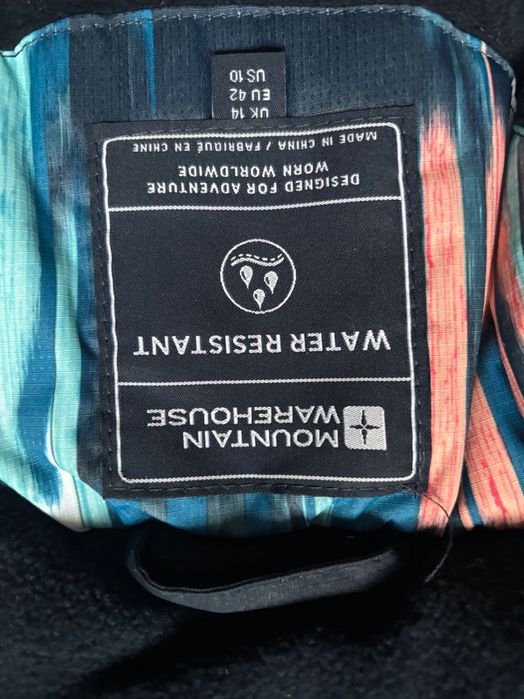 MOUNTAIN
WAREHOUSE
WATER RESISTANT
DESIGNED FOR ADVENTURE
WORN WORLDWIDE
MADE IN CHINA / FABRIQUÉ EN CHINE
UK 14
EU 42
US 10